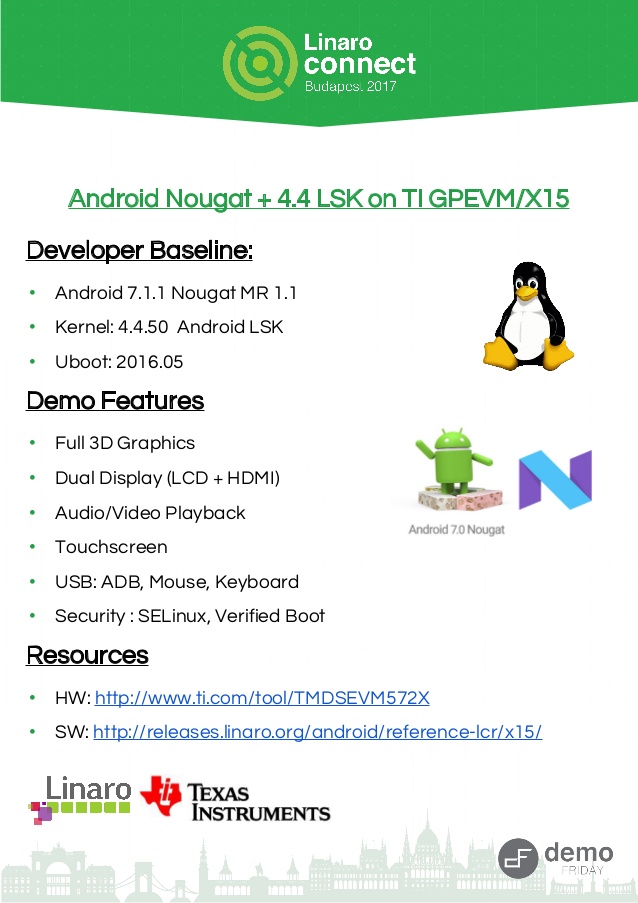 Linaro
connect
Budapest 2017
Android Nougat + 4.4 LSK on TI GPEVM/X15
Developer Baseline:
• Android 7.1.1 Nougat MR 1.1
• Kernel: 4.4.50 Android LSK
• Uboot: 2016.05
Demo Features
• Full 3D Graphics
• Dual Display (LCD + HDMI)
• Audio/Video Playback
• Touchscreen
• USB: ADB, Mouse, Keyboard
• Security : SELinux, Verified Boot
Android 7.0 Nougat
Resources
• HW: http://www.ti.com/tool/TMDSEVM572X
• SW: http://releases.linaro.org/android/reference-lcr/x15/
Linaro
TEXAS
INSTRUMENTS
dF demo
FRIDAY